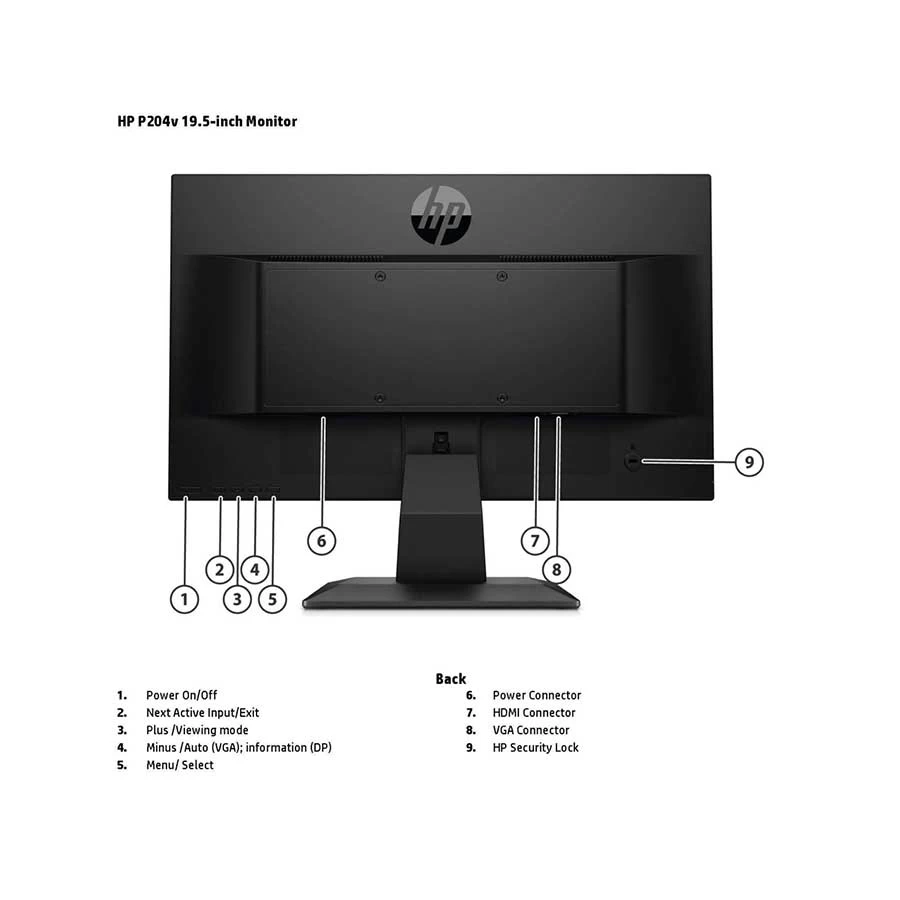 HP P204v 19.5-inch Monitor
hp
9
6
7
2
4
8
1
3
5
1. Power On/Off
2. Next Active Input/Exit
3. Plus /Viewing mode
4. Minus /Auto (VGA); information (DP)
5. Menu/ Select
Back
6. Power Connector
7. HDMI Connector
8. VGA Connector
9. HP Security Lock